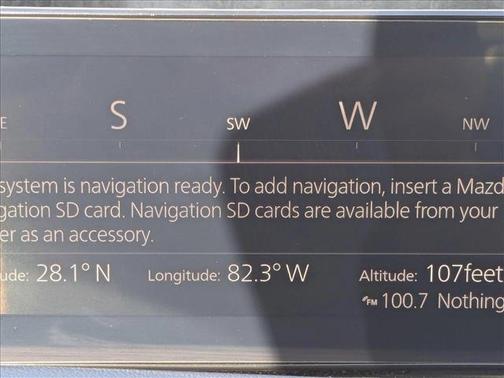 E S SW W NW
system is navigation ready. To add navigation, insert a Mazd
gation SD card. Navigation SD cards are available from your
er as an accessory.
ude: 28.1° N Longitude: 82.3° W Altitude: 107feet
FM 100.7 Nothing